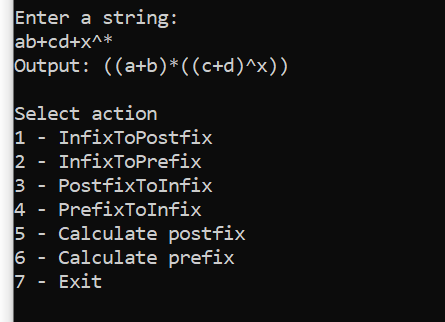 Enter a string:
ab+cd+x^*
Output: ((a+b)*((c+d)^x))
Select action
1 - InfixToPostfix
2 - InfixToPrefix
3 - PostfixToInfix
4 - PrefixToInfix
5 - Calculate postfix
6 - Calculate prefix
7 - Exit